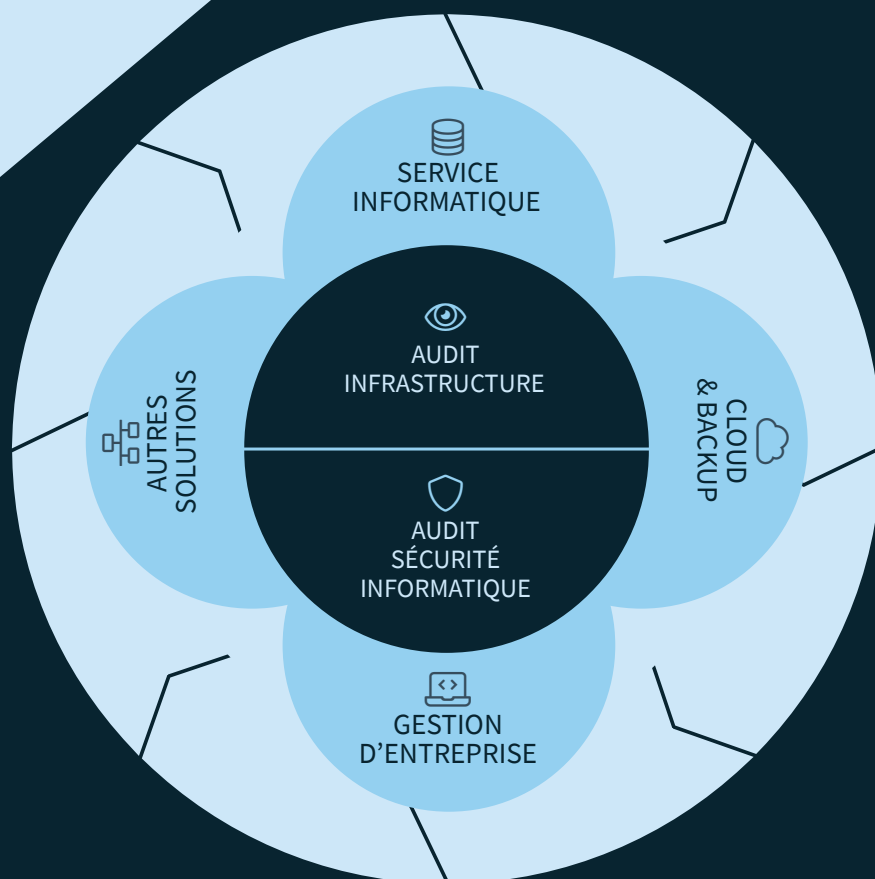 SERVICE
INFORMATIQUE
AUDIT
INFRASTRUCTURE
AUTRES
SOLUTIONS
CLOUD
& BACKUP
AUDIT
SÉCURITÉ
INFORMATIQUE
GESTION
D’ENTREPRISE